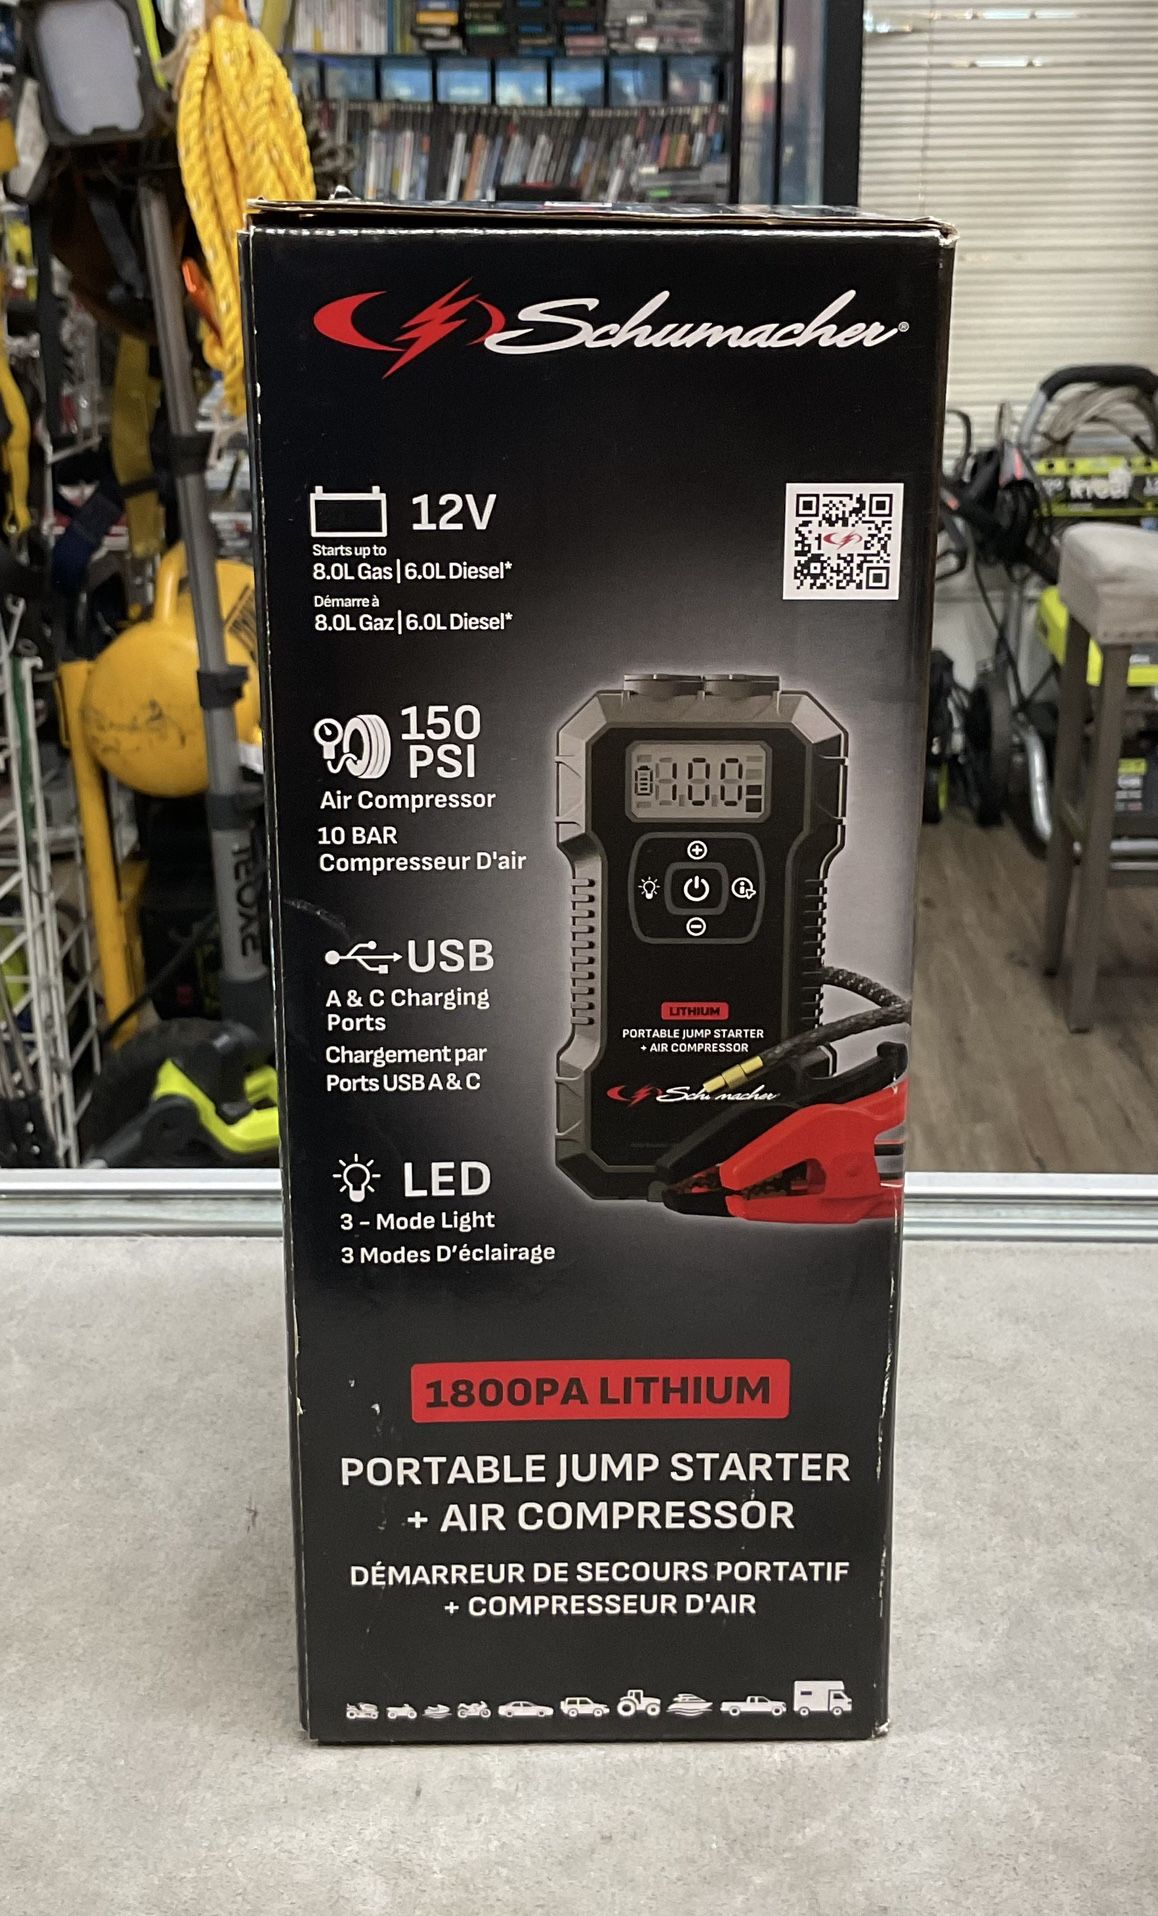 Schumacher®
12V
Starts up to
8.0L Gas | 6.0L Diesel*
Démarre à
8.0L Gaz | 6.0L Diesel*
150
PSI
Air Compressor
10 BAR
Compresseur D'air
USB
A & C Charging
Ports
Chargement par
Ports USB A & C
LED
3 - Mode Light
3 Modes D'éclairage
100
LITHIUM
PORTABLE JUMP STARTER
+ AIR COMPRESSOR
1800PA LITHIUM
PORTABLE JUMP STARTER
+ AIR COMPRESSOR
DÉMARREUR DE SECOURS PORTATIF
+ COMPRESSEUR D'AIR
RYOBI